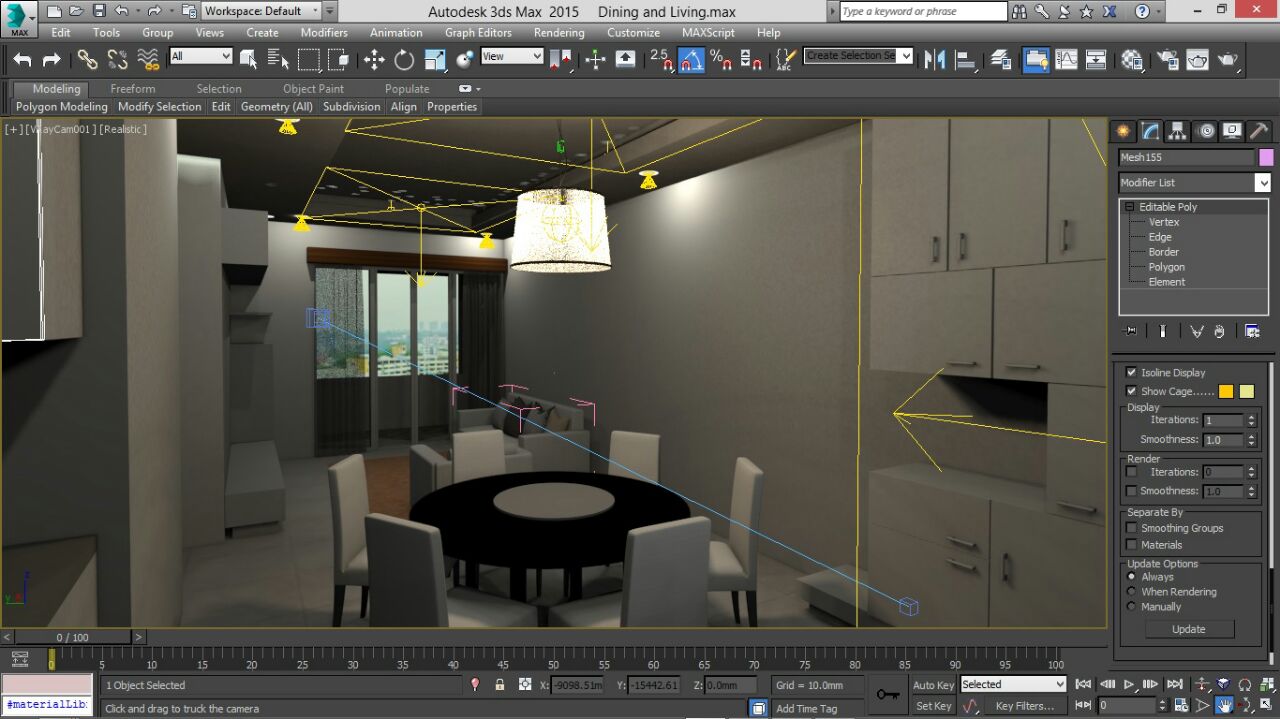 MAX
Workspace: Default
Autodesk 3ds Max 2015 Dining and Living.max
Type a keyword or phrase
Edit Tools Group Views Create Modifiers Animation Graph Editors Rendering Customize MAXScript Help
All
View
2.5
Create Selection Se
Modeling Freeform Selection Object Paint Populate
Polygon Modeling Modify Selection Edit Geometry (All) Subdivision Align Properties
[+] [VRayCam001] [Realistic]
Mesh155
Modifier List
Editable Poly
Vertex
Edge
Border
Polygon
Element
Isoline Display
Show Cage......
Display
Iterations: 1
Smoothness: 1.0
Render
Iterations: 0
Smoothness: 1.0
Separate By
Smoothing Groups
Materials
Update Options
Always
When Rendering
Manually
Update
z
y x
< 0 / 100 >
0 5 10 15 20 25 30 35 40 45 50 55 60 65 70 75 80 85 90 95 100
1 Object Selected
X: -9098.51m Y: -15442.61 Z: 0.0mm Grid = 10.0mm
Auto Key Selected
#materialLib:
Click and drag to truck the camera
Add Time Tag
Set Key Key Filters...
0